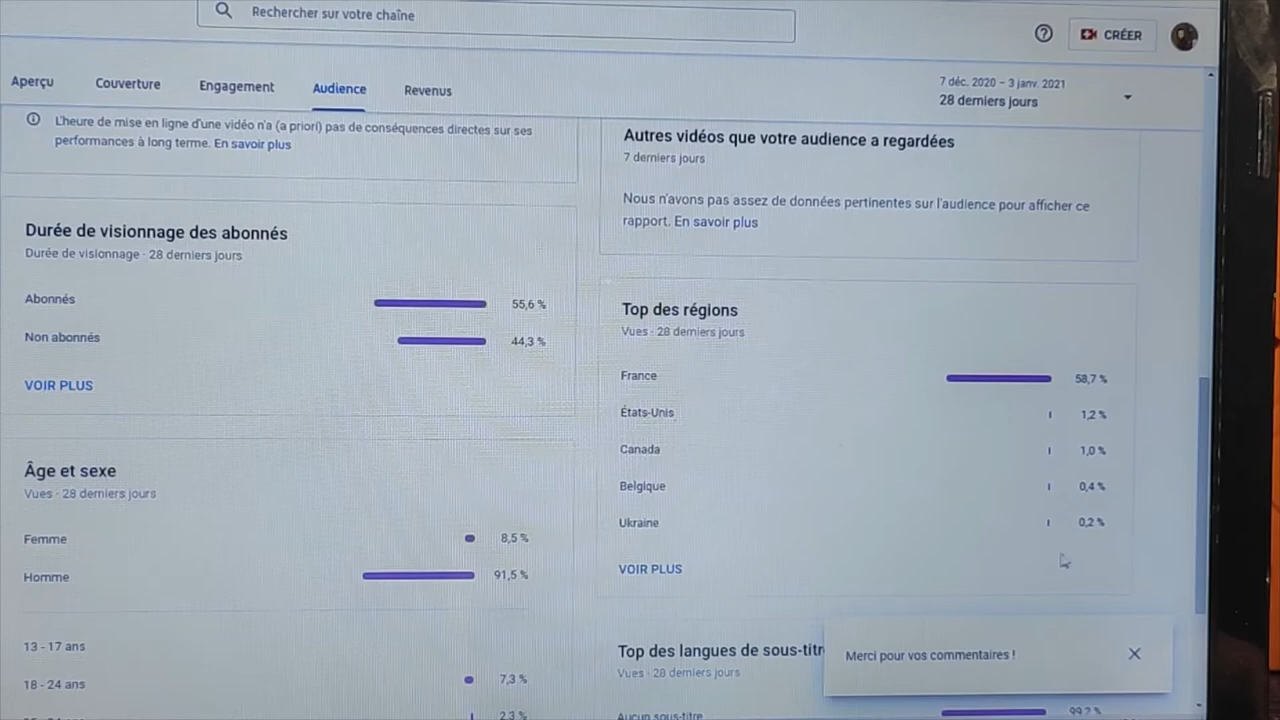 Rechercher sur votre chaîne
CRÉER
Aperçu
Couverture
Engagement
Audience
Revenus
7 déc. 2020 – 3 janv. 2021
28 derniers jours
L'heure de mise en ligne d'une vidéo n'a (a priori) pas de conséquences directes sur ses
performances à long terme. En savoir plus
Durée de visionnage des abonnés
Durée de visionnage · 28 derniers jours
Abonnés 55,6 %
Non abonnés 44,3 %
VOIR PLUS
Âge et sexe
Vues · 28 derniers jours
Femme 8,5 %
Homme 91,5 %
13 - 17 ans
18 - 24 ans 7,3 %
2,3 %
Autres vidéos que votre audience a regardées
7 derniers jours
Nous n'avons pas assez de données pertinentes sur l'audience pour afficher ce
rapport. En savoir plus
Top des régions
Vues · 28 derniers jours
France 58,7 %
États-Unis 1,2 %
Canada 1,0 %
Belgique 0,4 %
Ukraine 0,2 %
VOIR PLUS
Top des langues de sous-titr
Vues · 28 derniers jours
Aucun sous-titre 99,2 %
Merci pour vos commentaires !